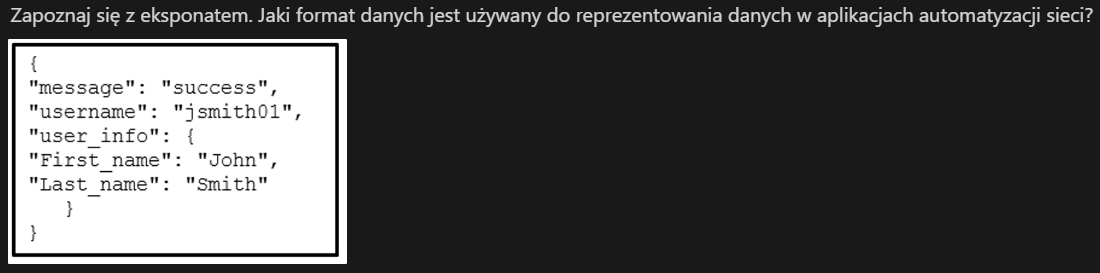 Zapoznaj się z eksponatem. Jaki format danych jest używany do reprezentowania danych w aplikacjach automatyzacji sieci?
{
"message": "success",
"username": "jsmith01",
"user_info": {
"First_name": "John",
"Last_name": "Smith"
}
}